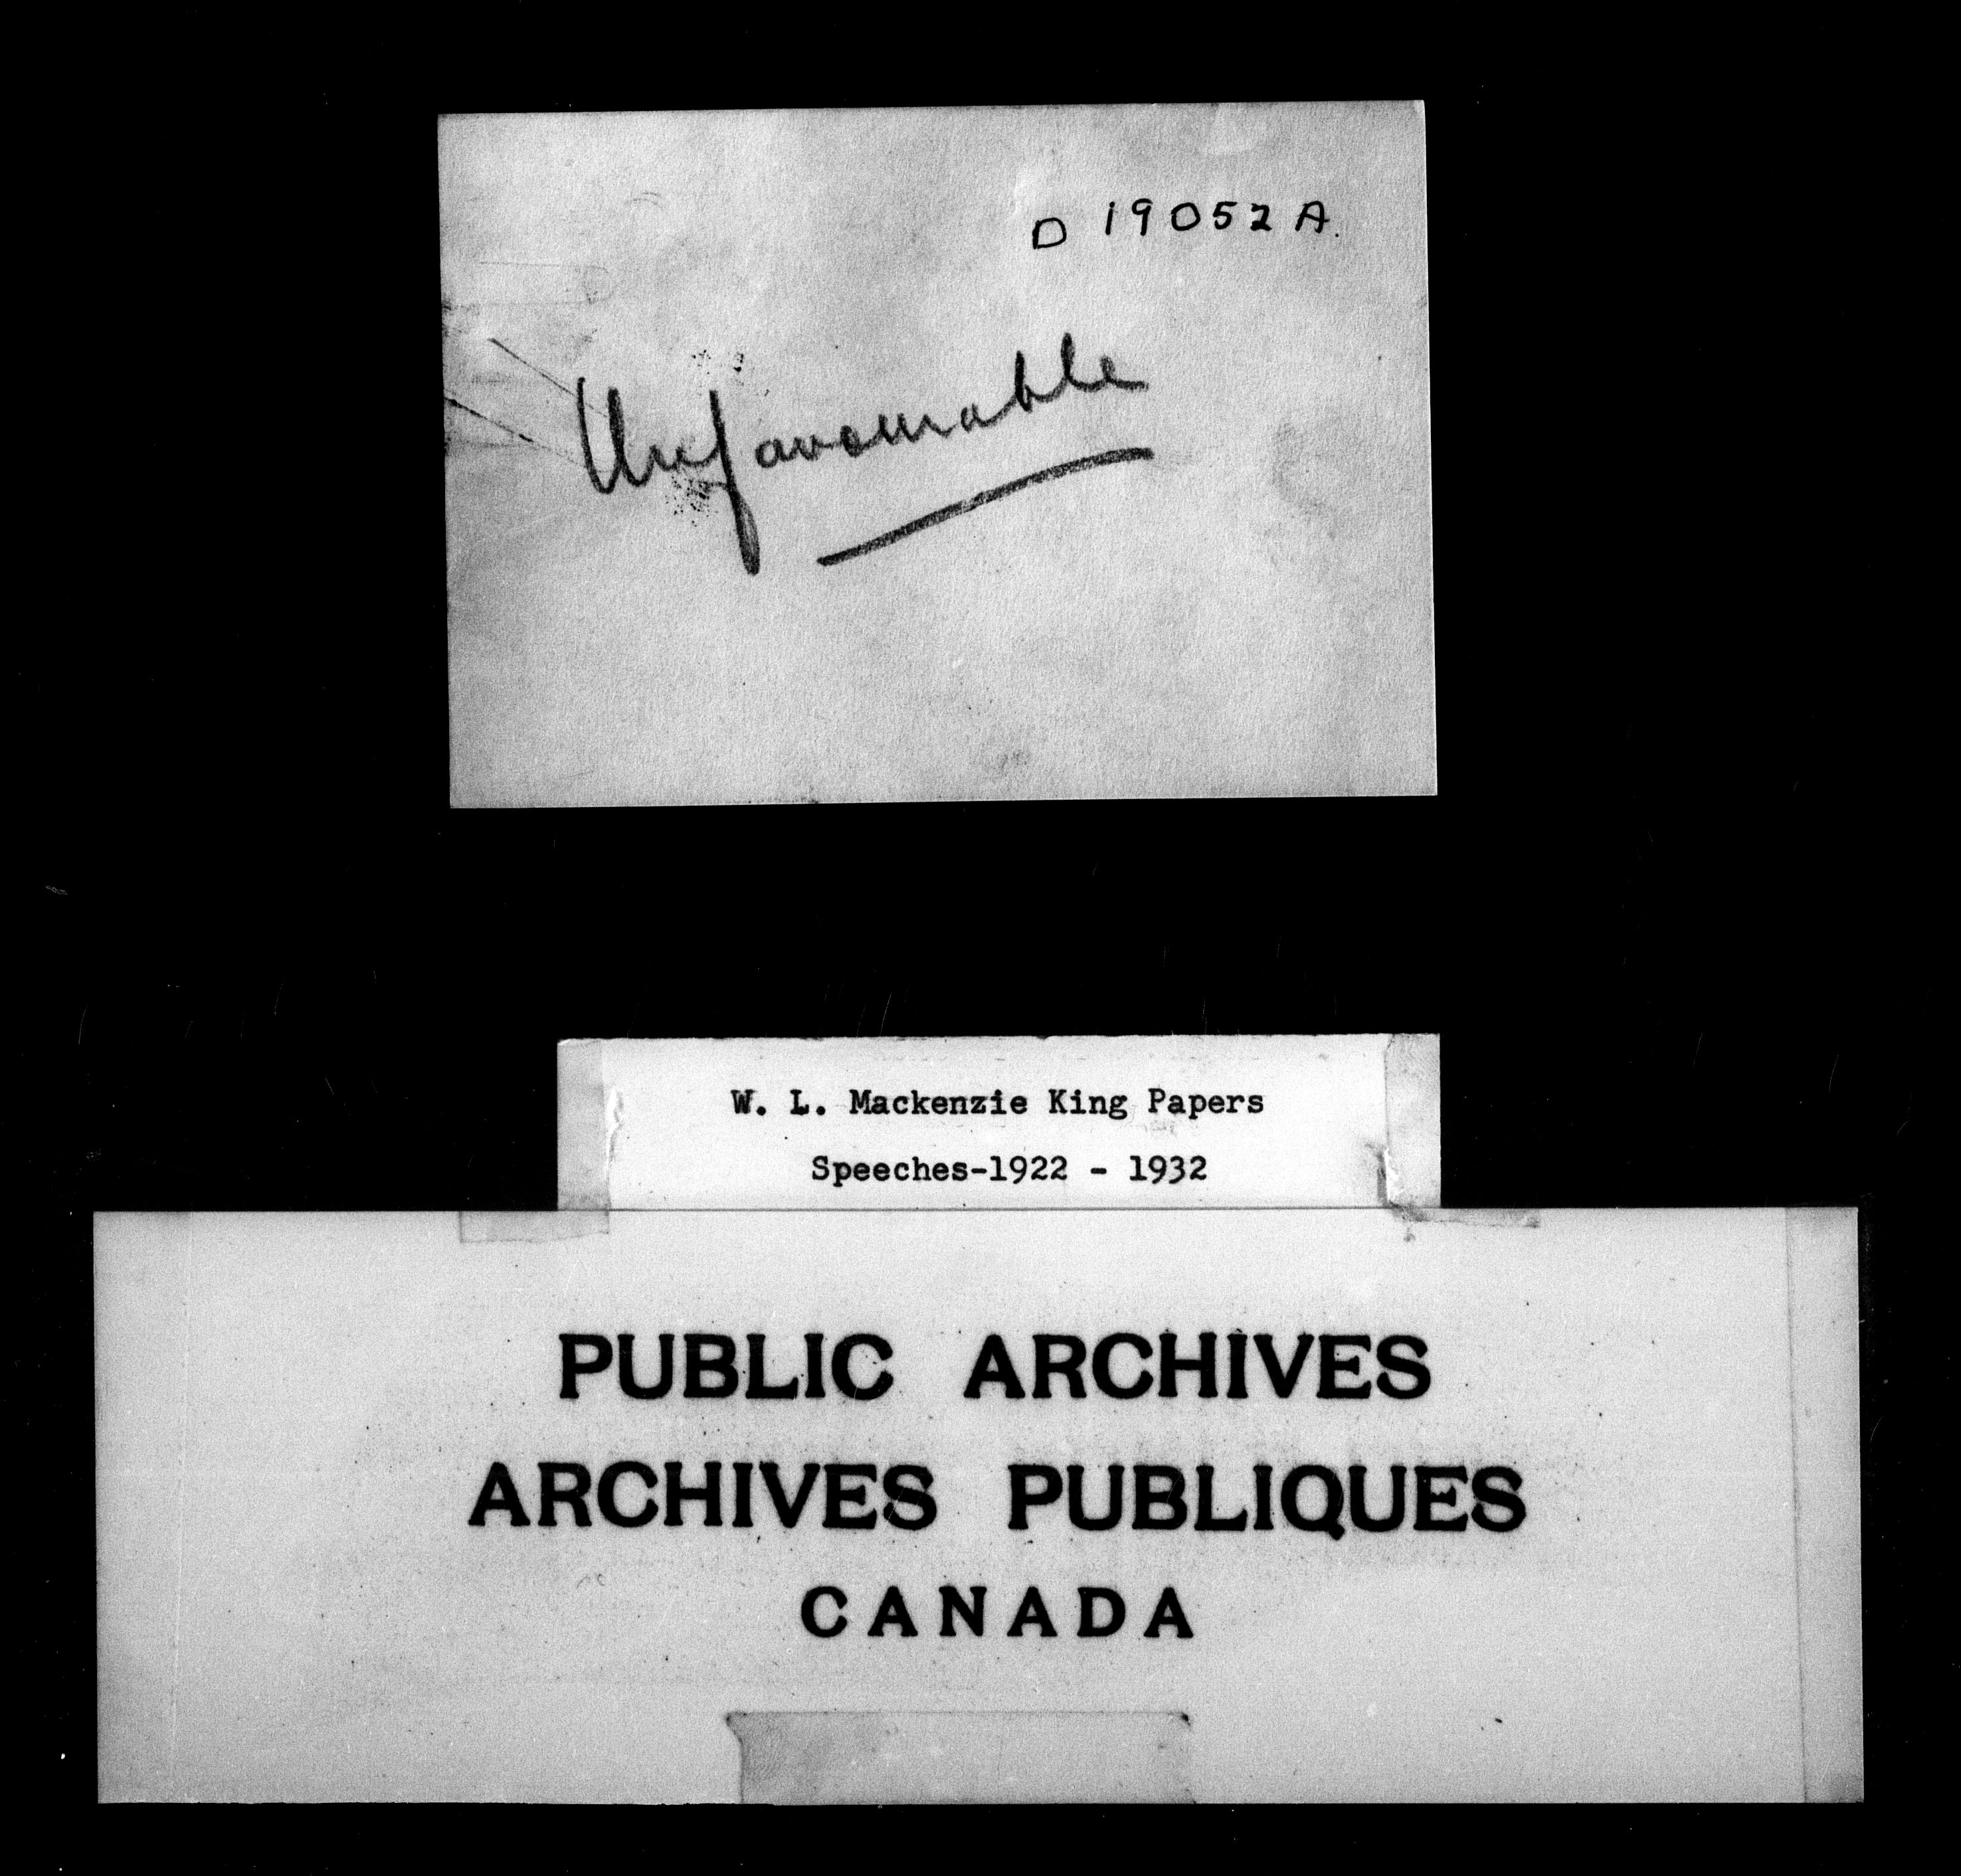 D 19052 A.
Unfavourable
W. L. Mackenzie King Papers
Speeches-1922 - 1932
PUBLIC ARCHIVES
ARCHIVES PUBLIQUES
CANADA